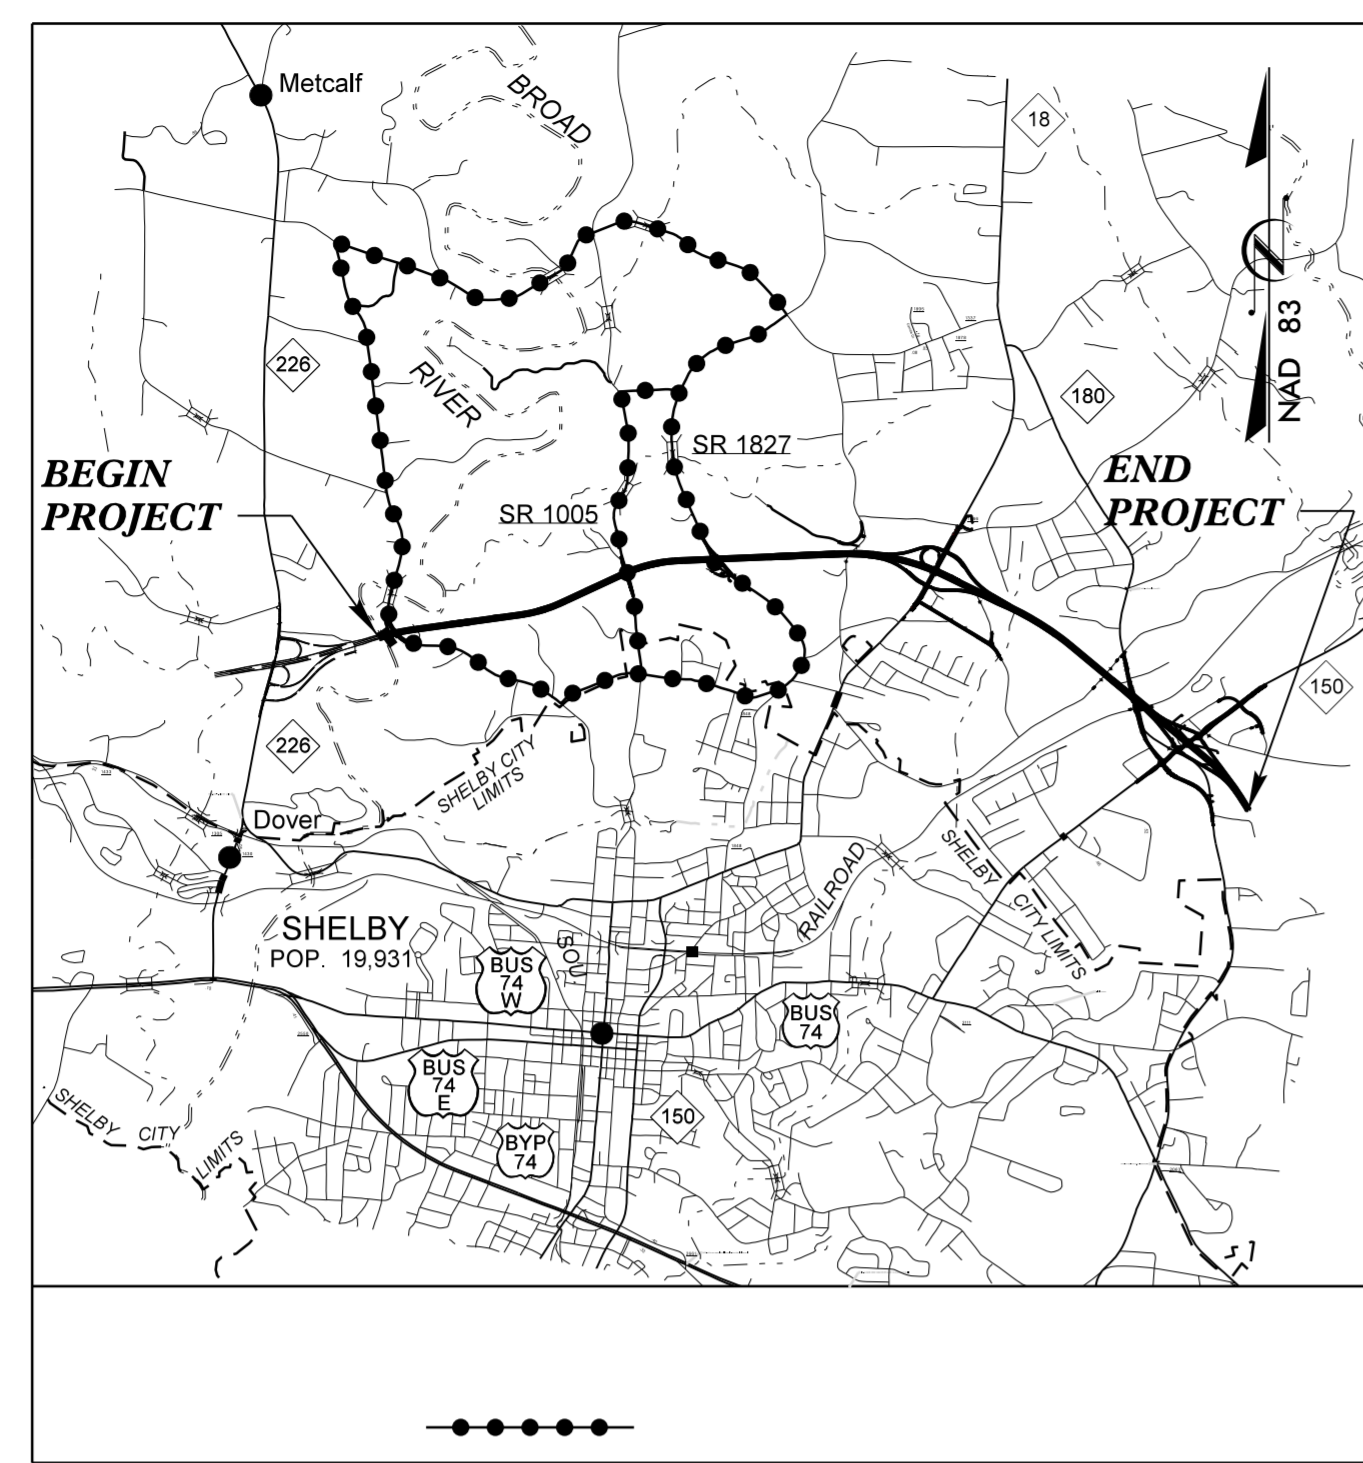 Metcalf
BROAD
18
226
RIVER
180
NAD 83
SR 1827
BEGIN
PROJECT
END
PROJECT
SR 1005
150
226
SHELBY CITY
LIMITS
Dover
SHELBY
CITY LIMITS
RAILROAD
SHELBY
POP. 19,931
SOU.
BUS
74
W
BUS
74
BUS
74
E
150
BYP
74
SHELBY CITY LIMITS